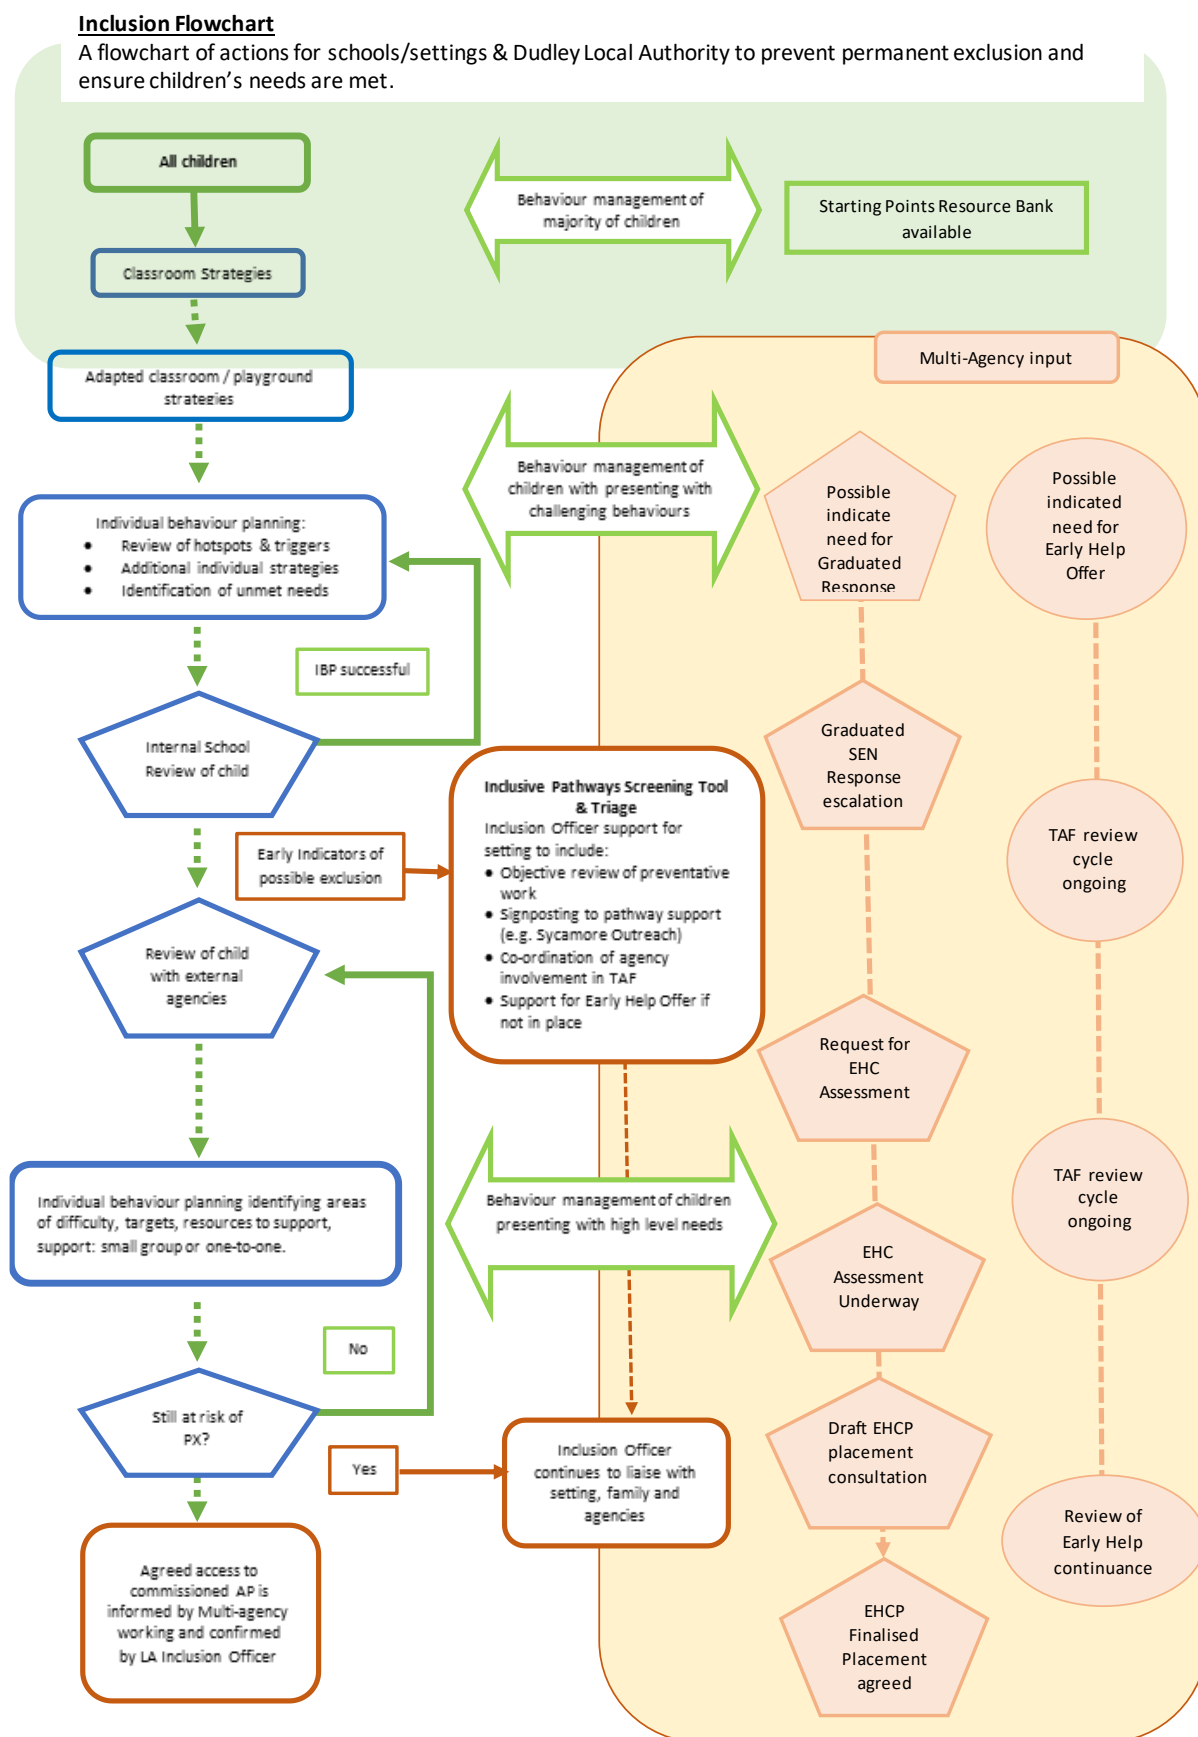 Inclusion Flowchart
A flowchart of actions for schools/settings & Dudley Local Authority to prevent permanent exclusion and
ensure children’s needs are met.
All children
Behaviour management of
majority of children
Starting Points Resource Bank
available
Classroom Strategies
Adapted classroom / playground
strategies
Multi-Agency input
Behaviour management of
children with presenting with
challenging behaviours
Possible
indicate
need for
Graduated
Response
Possible
indicated
need for
Early Help
Offer
Individual behaviour planning:
● Review of hotspots & triggers
● Additional individual strategies
● Identification of unmet needs
IBP successful
Internal School
Review of child
Graduated
SEN
Response
escalation
Early Indicators of
possible exclusion
Inclusive Pathways Screening Tool
& Triage
Inclusion Officer support for
setting to include:
● Objective review of preventative
work
● Signposting to pathway support
(e.g. Sycamore Outreach)
● Co-ordination of agency
involvement in TAF
● Support for Early Help Offer if
not in place
TAF review
cycle
ongoing
Review of child
with external
agencies
Request for
EHC
Assessment
Individual behaviour planning identifying areas
of difficulty, targets, resources to support,
support: small group or one-to-one.
Behaviour management of children
presenting with high level needs
TAF review
cycle
ongoing
EHC
Assessment
Underway
No
Still at risk of
PX?
Yes
Inclusion Officer
continues to liaise with
setting, family and
agencies
Draft EHCP
placement
consultation
Review of
Early Help
continuance
Agreed access to
commissioned AP is
informed by Multi-agency
working and confirmed
by LA Inclusion Officer
EHCP
Finalised
Placement
agreed